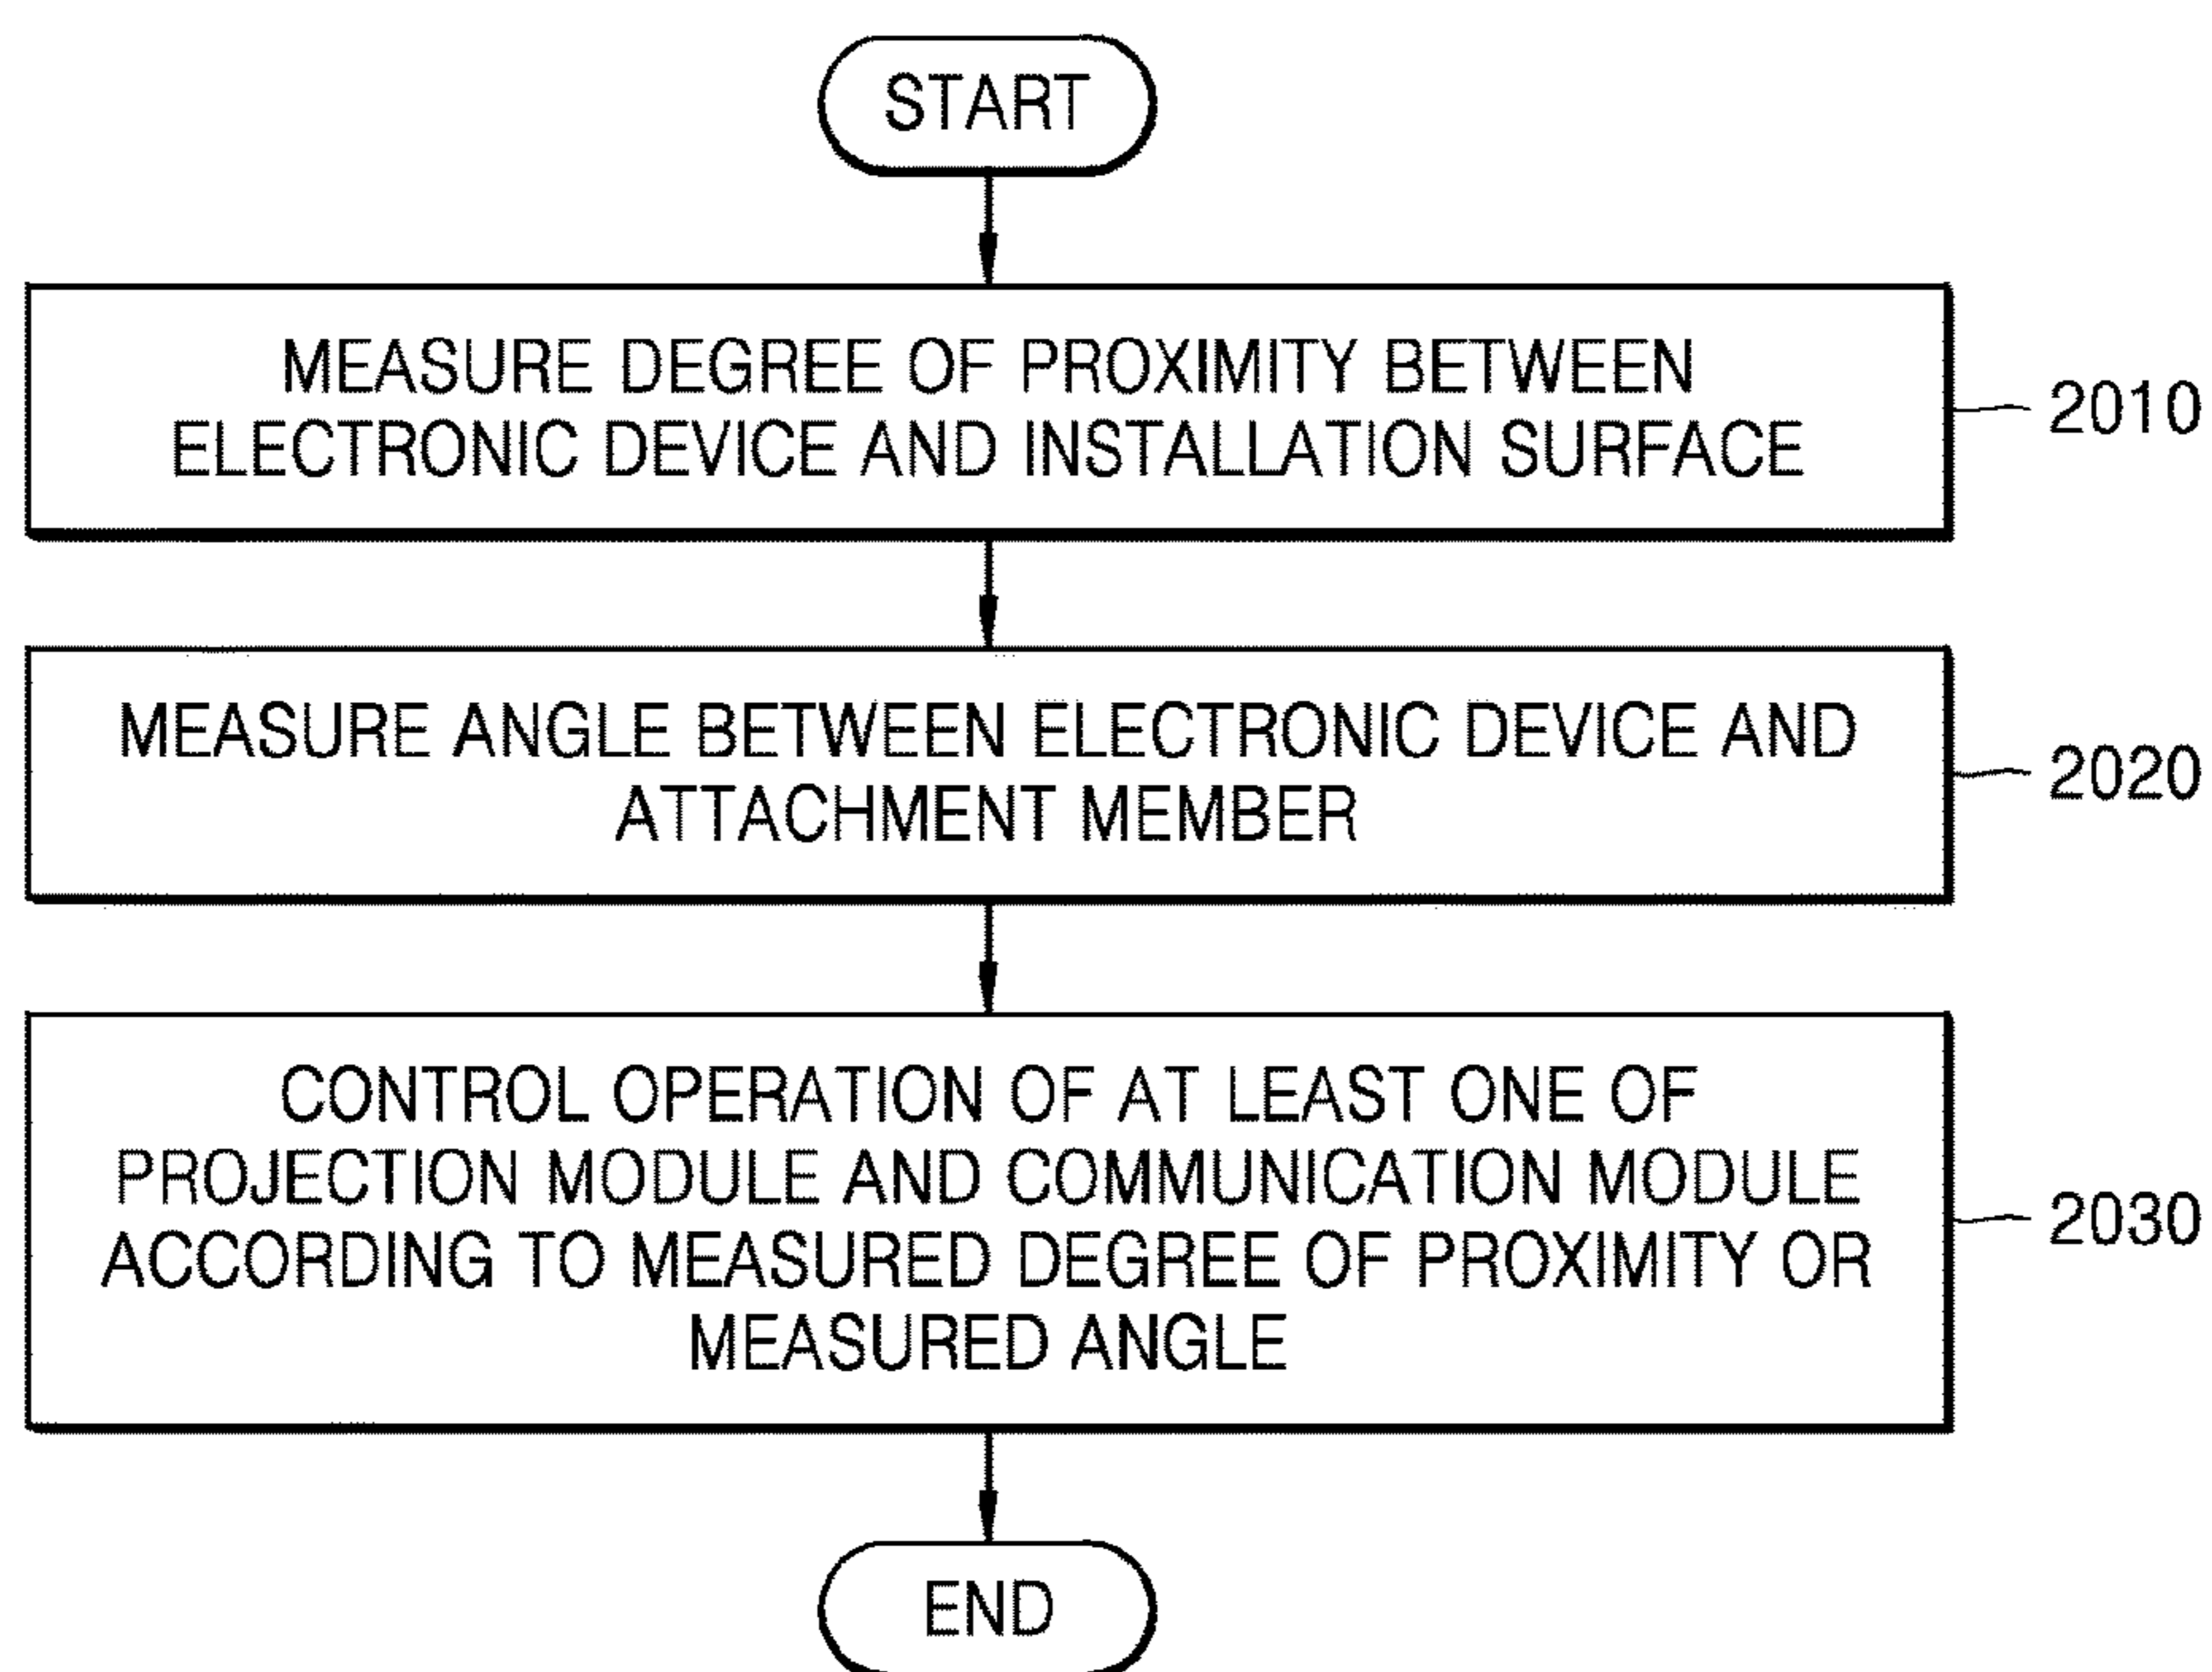 START
MEASURE DEGREE OF PROXIMITY BETWEEN
ELECTRONIC DEVICE AND INSTALLATION SURFACE
2010
MEASURE ANGLE BETWEEN ELECTRONIC DEVICE AND
ATTACHMENT MEMBER
2020
CONTROL OPERATION OF AT LEAST ONE OF
PROJECTION MODULE AND COMMUNICATION MODULE
ACCORDING TO MEASURED DEGREE OF PROXIMITY OR
MEASURED ANGLE
2030
END